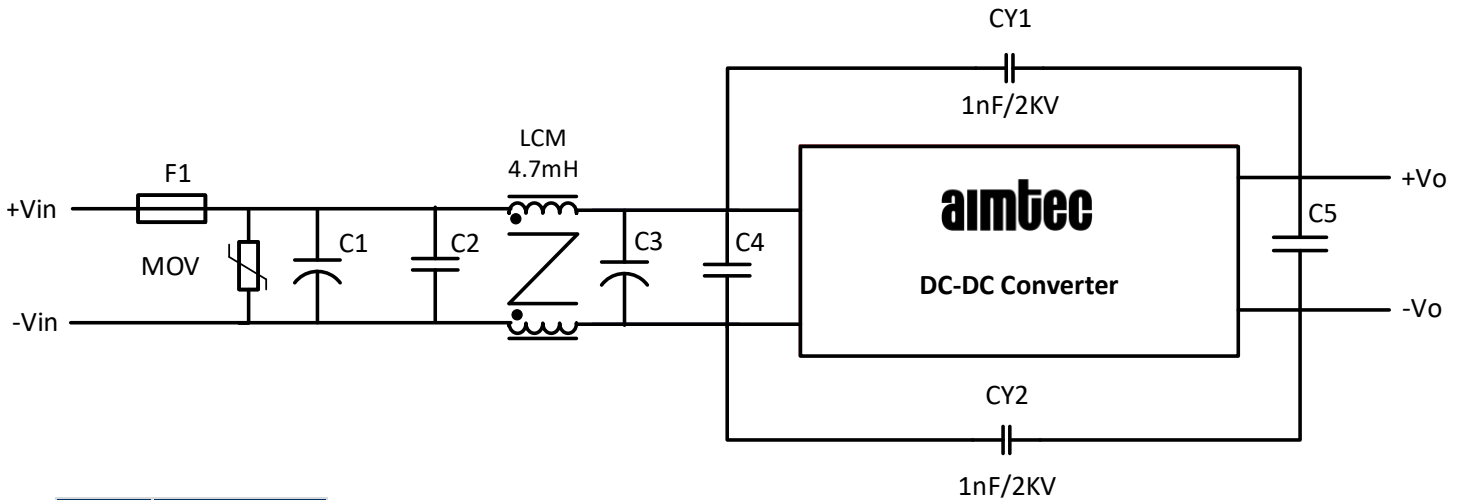 CY1
1nF/2KV
LCM
4.7mH
F1
+Vin
aimtec
+Vo
C5
MOV
C1
C2
C3
C4
DC-DC Converter
-Vin
-Vo
CY2
1nF/2KV